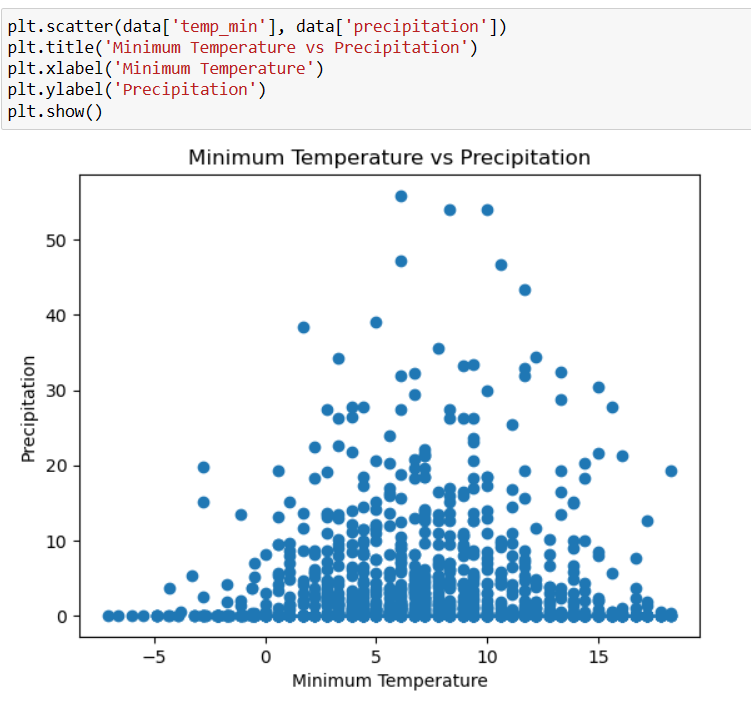 plt.scatter(data['temp_min'], data['precipitation'])
plt.title('Minimum Temperature vs Precipitation')
plt.xlabel('Minimum Temperature')
plt.ylabel('Precipitation')
plt.show()
Minimum Temperature vs Precipitation
Precipitation
50
40
30
20
10
0
−5 0 5 10 15
Minimum Temperature